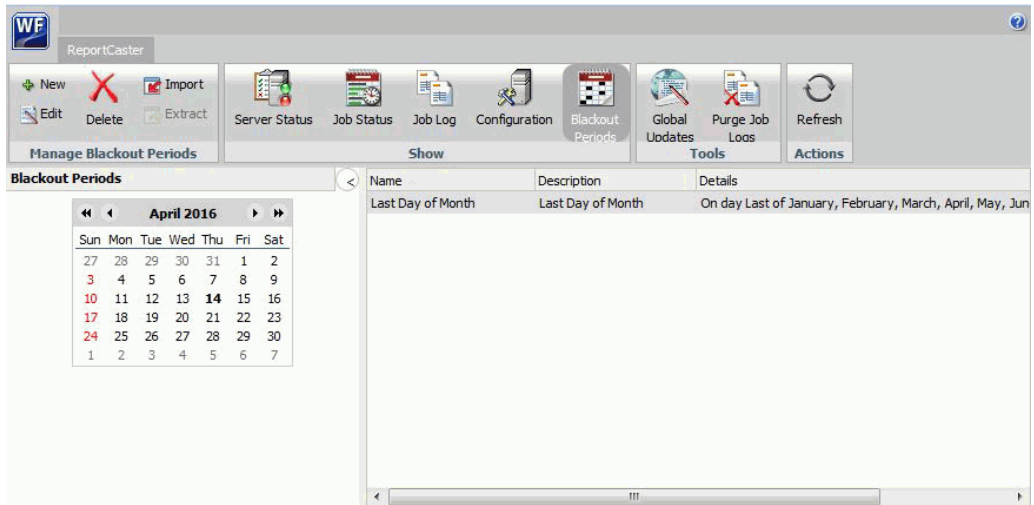 WF
ReportCaster
New
Edit
Delete
Import
Extract
Manage Blackout Periods
Server Status
Job Status
Job Log
Configuration
Blackout
Periods
Show
Global
Updates
Purge Job
Logs
Tools
Refresh
Actions
Blackout Periods
<
April 2016
Sun Mon Tue Wed Thu Fri Sat
27 28 29 30 31 1 2
3 4 5 6 7 8 9
10 11 12 13 14 15 16
17 18 19 20 21 22 23
24 25 26 27 28 29 30
1 2 3 4 5 6 7
Name Description Details
Last Day of Month Last Day of Month On day Last of January, February, March, April, May, Jun